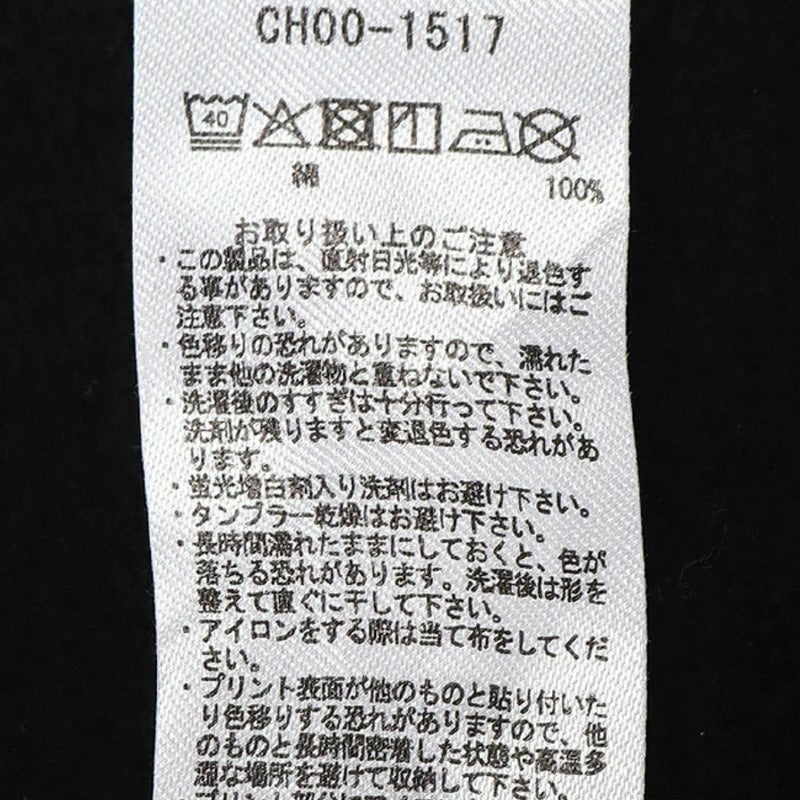 CH00-1517
40
綿 100%
お取り扱い上のご注意
・この製品は、直射日光等により退色す
る事がありますので、お取扱いにはご
注意下さい。
・色移りの恐れがありますので、濡れた
まま他の洗濯物と重ねないで下さい。
・洗濯後のすすぎは十分行って下さい。
洗剤が残りますと変退色する恐れがあ
ります。
・蛍光増白剤入り洗剤はお避け下さい。
・タンブラー乾燥はお避け下さい。
・長時間濡れたままにしておくと、色が
落ちる恐れがあります。洗濯後は形を
整えて直ぐに干して下さい。
・アイロンをする際は当て布をしてくだ
さい。
・プリント表面が他のものと貼り付いた
り色移りする恐れがありますので、他
のものと長時間密着した状態や高温多
湿な場所を避けて収納して下さい。